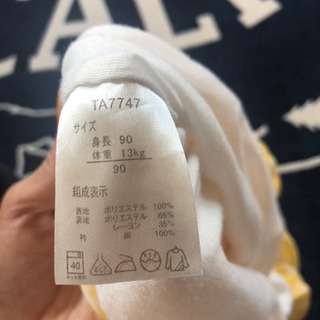 TA7747
サイズ
身長 90
体重 13kg
90
組成表示
表地 ポリエステル 100%
裏地 ポリエステル 65%
レーヨン 35%
衿 綿 100%
40